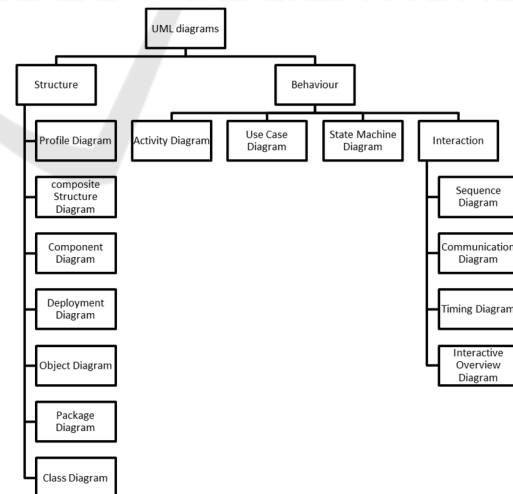 UML diagrams
Structure
Behaviour
Profile Diagram
Activity Diagram
Use Case
Diagram
State Machine
Diagram
Interaction
composite
Structure
Diagram
Sequence
Diagram
Component
Diagram
Communication
Diagram
Deployment
Diagram
Timing Diagram
Object Diagram
Interactive
Overview
Diagram
Package
Diagram
Class Diagram